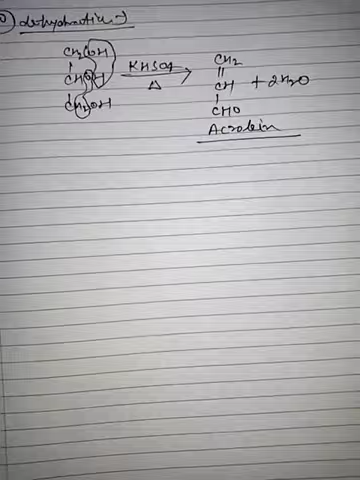 dehydration →
CH2OH CH2
| KHSO4 ||
CHOH ⟶ CH + 2H2O
| Δ |
CH2OH CHO
Acrolein